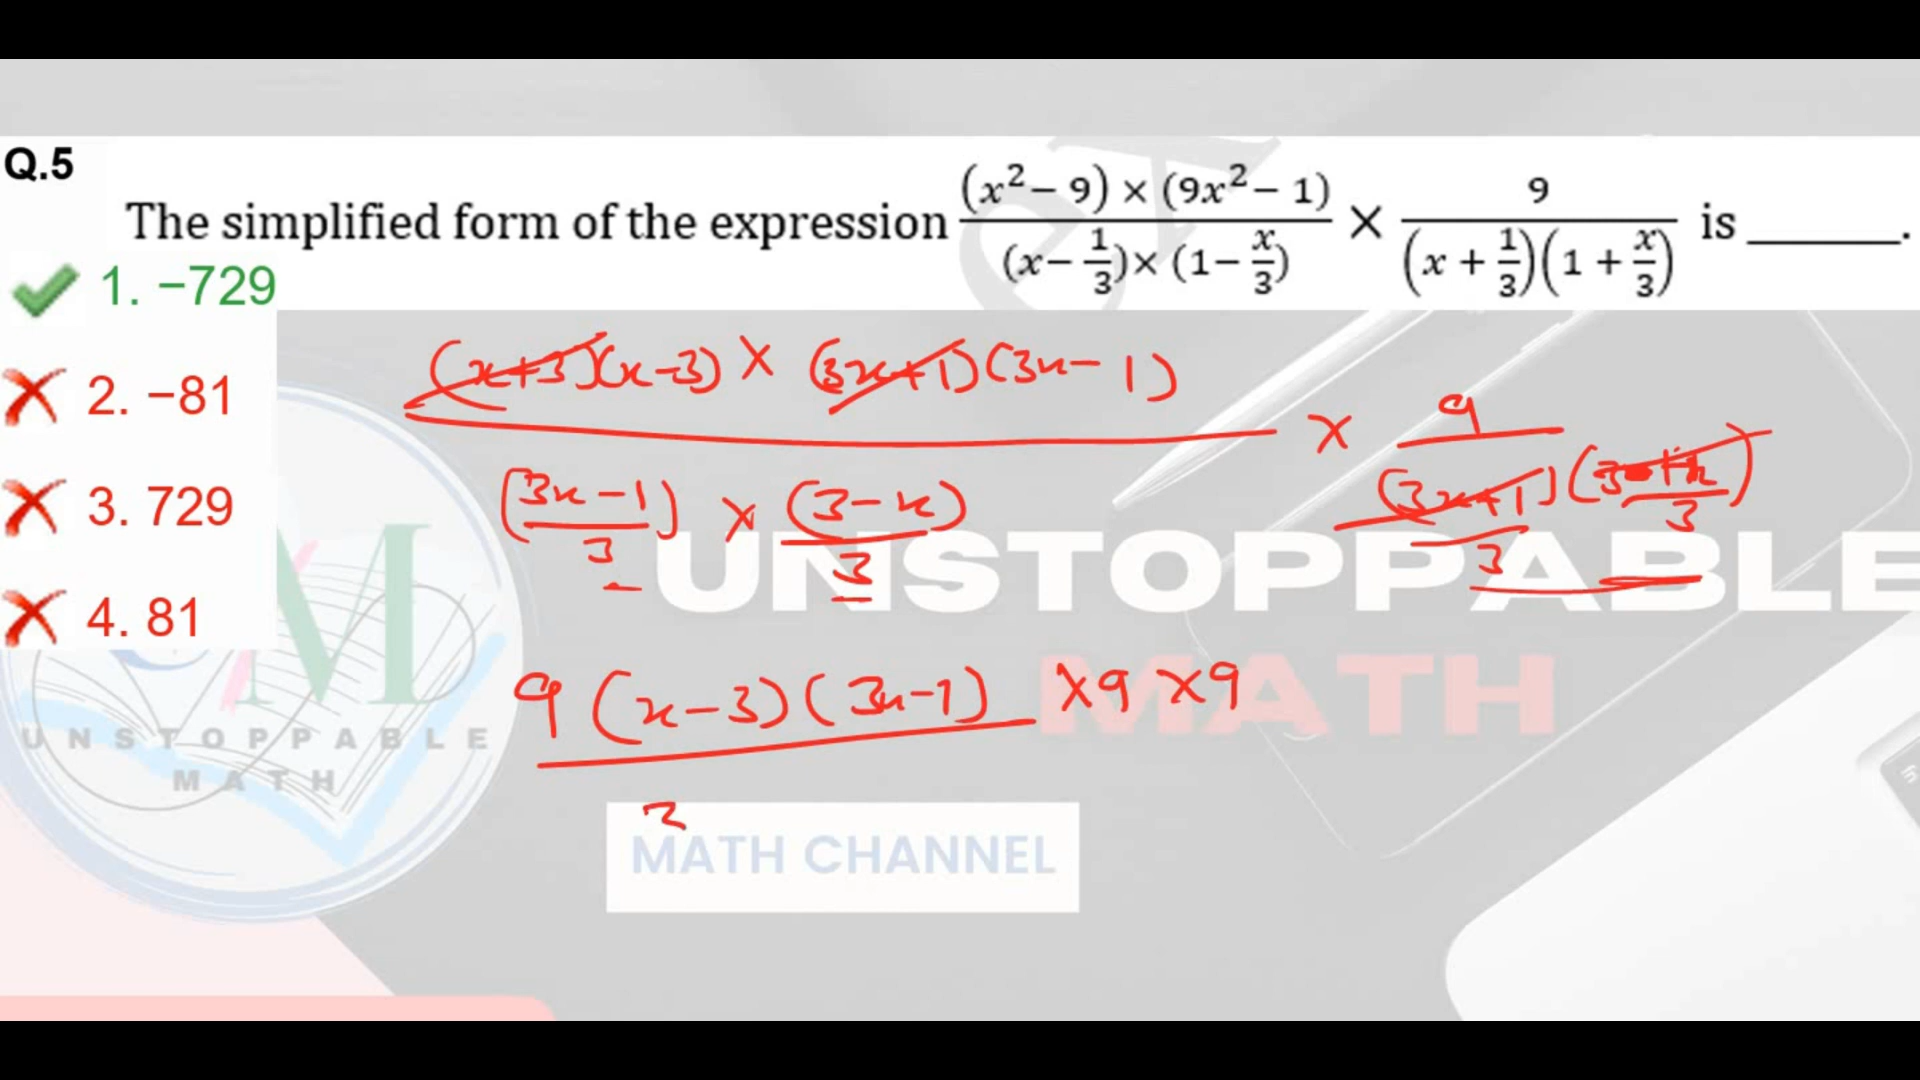 Q.5
The simplified form of the expression (x² − 9) × (9x² − 1) / (x − 1/3) × (1 − x/3) × 9 / (x + 1/3)(1 + x/3) is ______.
1. −729
2. −81
3. 729
4. 81
(x+3)(x-3) × (3x+1)(3x-1)
(3x-1)/3 × (3-x)/3 × 9 / (3x+1)/3 (3+x)/3
9(x-3)(3x-1) ×9 ×9
UNSTOPPABLE
MATH
UNSTOPPABLE
MATH
MATH CHANNEL